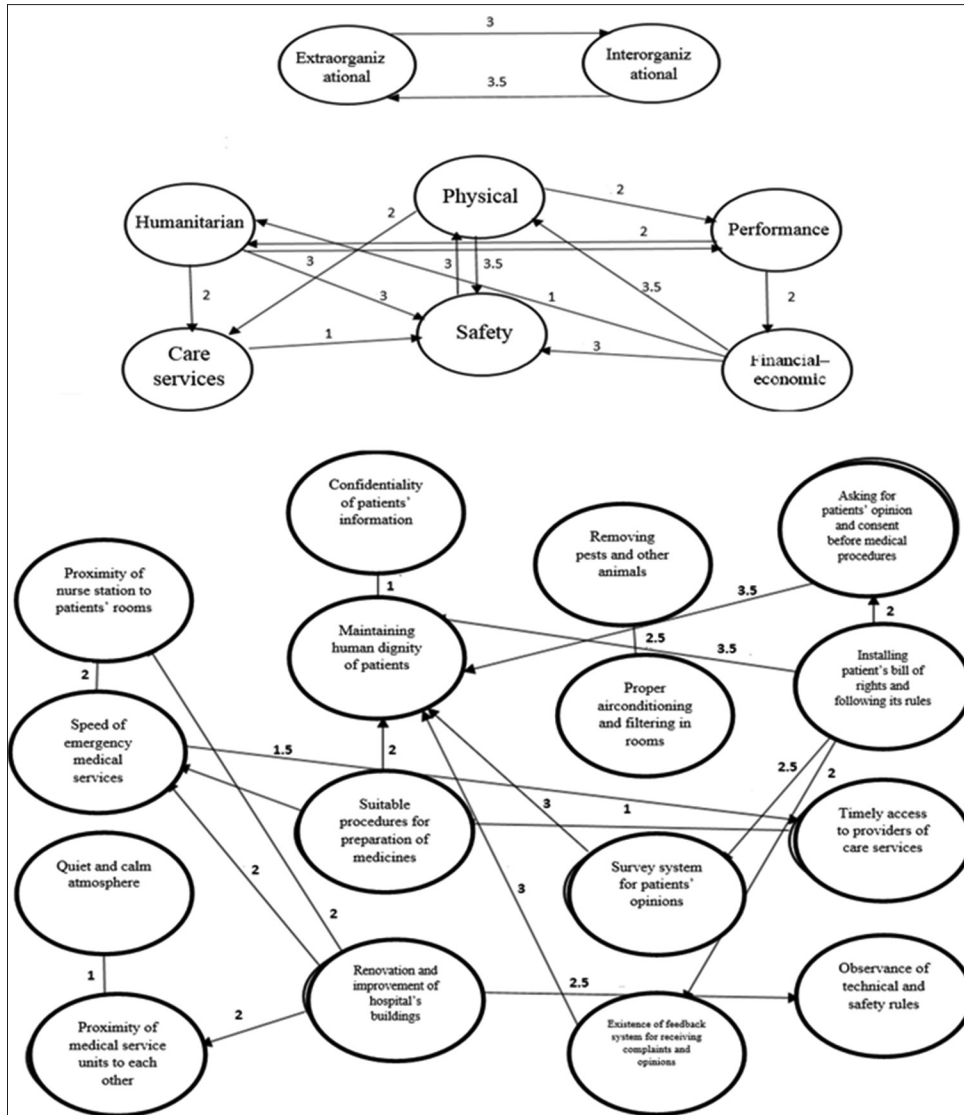 3
Extraorganiz
ational
Interorganiz
ational
3.5
Physical
2
Humanitarian
2
2
Performance
3
3
3.5
3.5
2
3
1
2
1
Safety
3
Care
services
Financial–
economic
Confidentiality
of patients'
information
Asking for
patients' opinion
and consent
before medical
procedures
Removing
pests and other
animals
Proximity of
nurse station to
patients' rooms
1
3.5
2
Maintaining
human dignity
of patients
2.5
3.5
Installing
patient's bill of
rights and
following its rules
2
Proper
airconditioning
and filtering in
rooms
Speed of
emergency
medical
services
1.5
2
2.5
2
Suitable
procedures for
preparation of
medicines
3
1
Timely access
to providers of
care services
Quiet and calm
atmosphere
2
Survey system
for patients'
opinions
3
2
1
Renovation and
improvement of
hospital's
buildings
2.5
Observance of
technical and
safety rules
2
Proximity of
medical service
units to each
other
Existence of feedback
system for receiving
complaints and
opinions